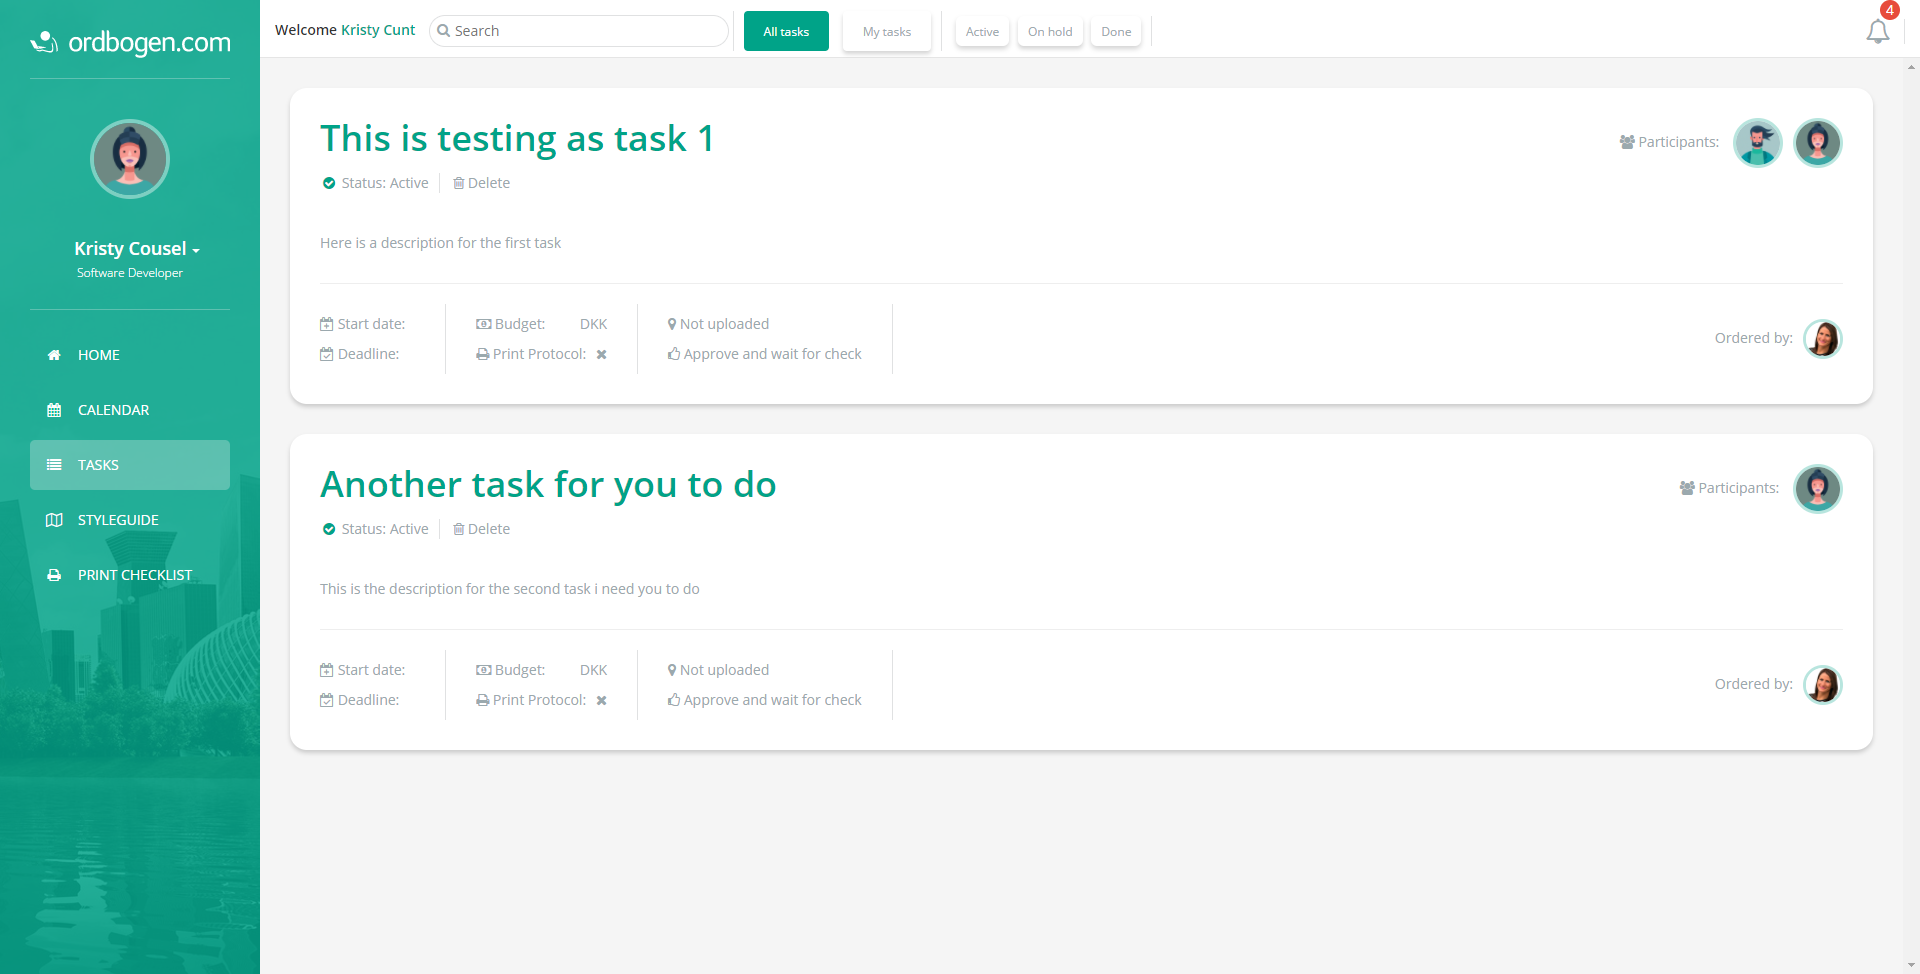 ordbogen.com
Kristy Cousel
Software Developer
HOME
CALENDAR
TASKS
STYLEGUIDE
PRINT CHECKLIST
Welcome Kristy Cunt
Search
All tasks
My tasks
Active
On hold
Done
4
This is testing as task 1
Participants:
Status: Active
Delete
Here is a description for the first task
Start date:
Deadline:
Budget: DKK
Print Protocol:
Not uploaded
Approve and wait for check
Ordered by:
Another task for you to do
Participants:
Status: Active
Delete
This is the description for the second task i need you to do
Start date:
Deadline:
Budget: DKK
Print Protocol:
Not uploaded
Approve and wait for check
Ordered by: